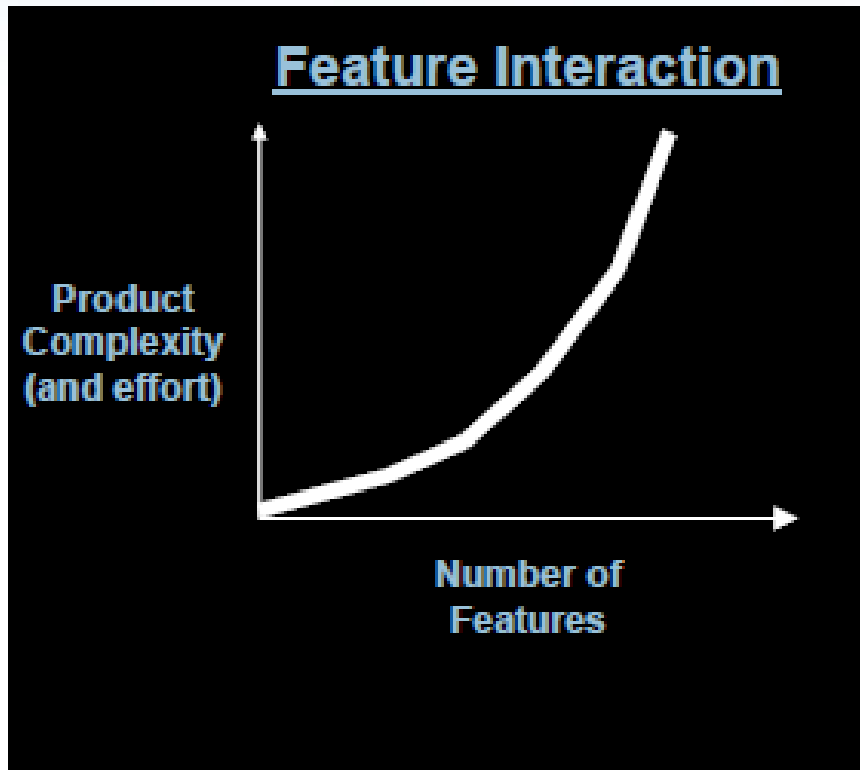 Feature Interaction
Product
Complexity
(and effort)
Number of
Features